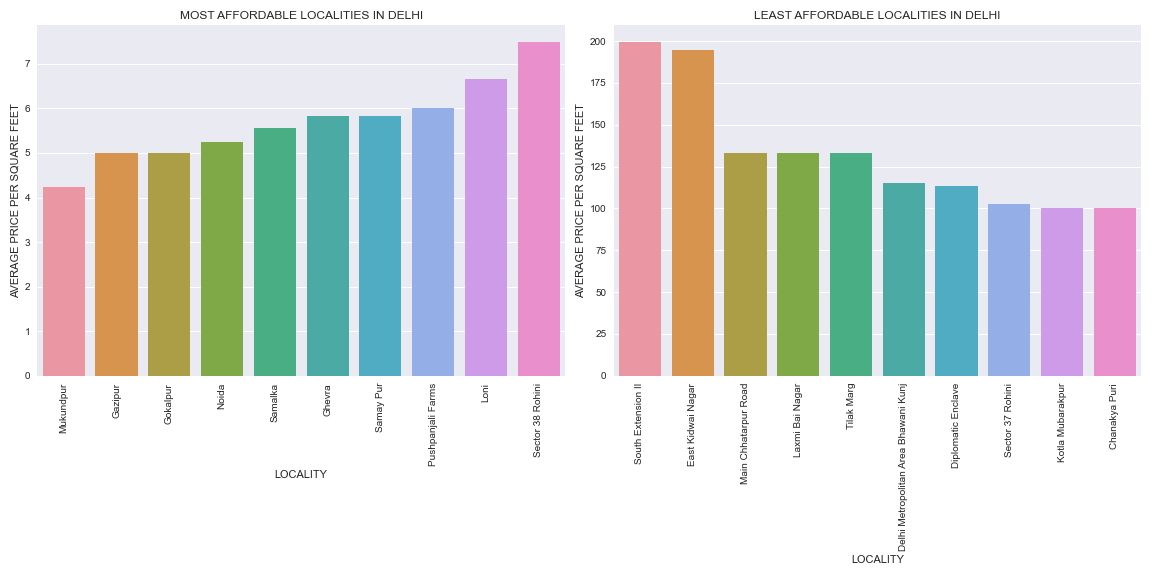 MOST AFFORDABLE LOCALITIES IN DELHI
AVERAGE PRICE PER SQUARE FEET
7
6
5
4
3
2
1
0
Mukundpur
Gazipur
Gokalpur
Noida
Samalka
Ghevra
Samay Pur
Pushpanjali Farms
Loni
Sector 38 Rohini
LOCALITY
LEAST AFFORDABLE LOCALITIES IN DELHI
AVERAGE PRICE PER SQUARE FEET
200
175
150
125
100
75
50
25
0
South Extension II
East Kidwai Nagar
Main Chhatarpur Road
Laxmi Bai Nagar
Tilak Marg
Delhi Metropolitan Area Bhawani Kunj
Diplomatic Enclave
Sector 37 Rohini
Kotla Mubarakpur
Chanakya Puri
LOCALITY